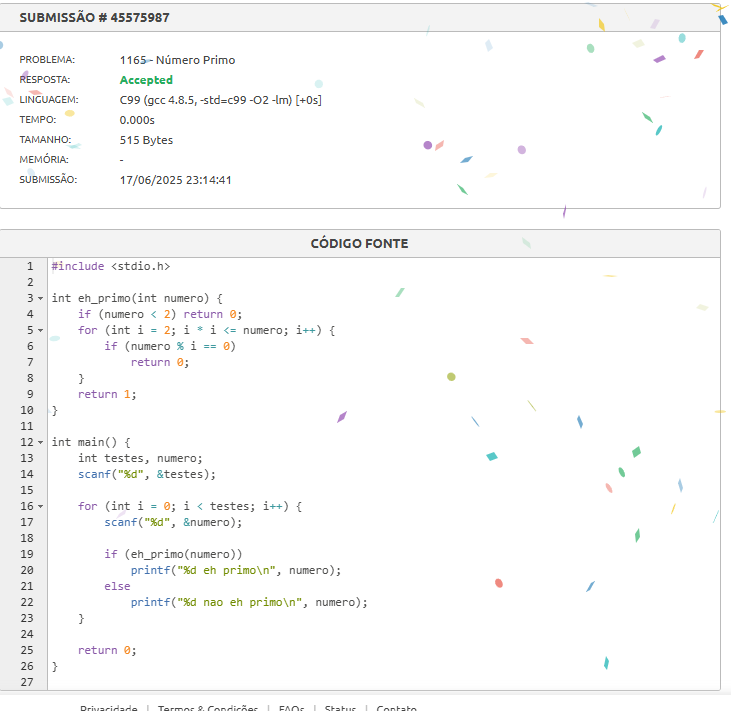 SUBMISSÃO # 45575987
PROBLEMA: 1165 - Número Primo
RESPOSTA: Accepted
LINGUAGEM: C99 (gcc 4.8.5, -std=c99 -O2 -lm) [+0s]
TEMPO: 0.000s
TAMANHO: 515 Bytes
MEMÓRIA: -
SUBMISSÃO: 17/06/2025 23:14:41
CÓDIGO FONTE
1 #include <stdio.h>
2
3 int eh_primo(int numero) {
4     if (numero < 2) return 0;
5     for (int i = 2; i * i <= numero; i++) {
6         if (numero % i == 0)
7             return 0;
8     }
9     return 1;
10 }
11
12 int main() {
13     int testes, numero;
14     scanf("%d", &testes);
15
16     for (int i = 0; i < testes; i++) {
17         scanf("%d", &numero);
18
19         if (eh_primo(numero))
20             printf("%d eh primo\n", numero);
21         else
22             printf("%d nao eh primo\n", numero);
23     }
24
25     return 0;
26 }
27
Privacidade | Termos & Condições | FAQs | Status | Contato